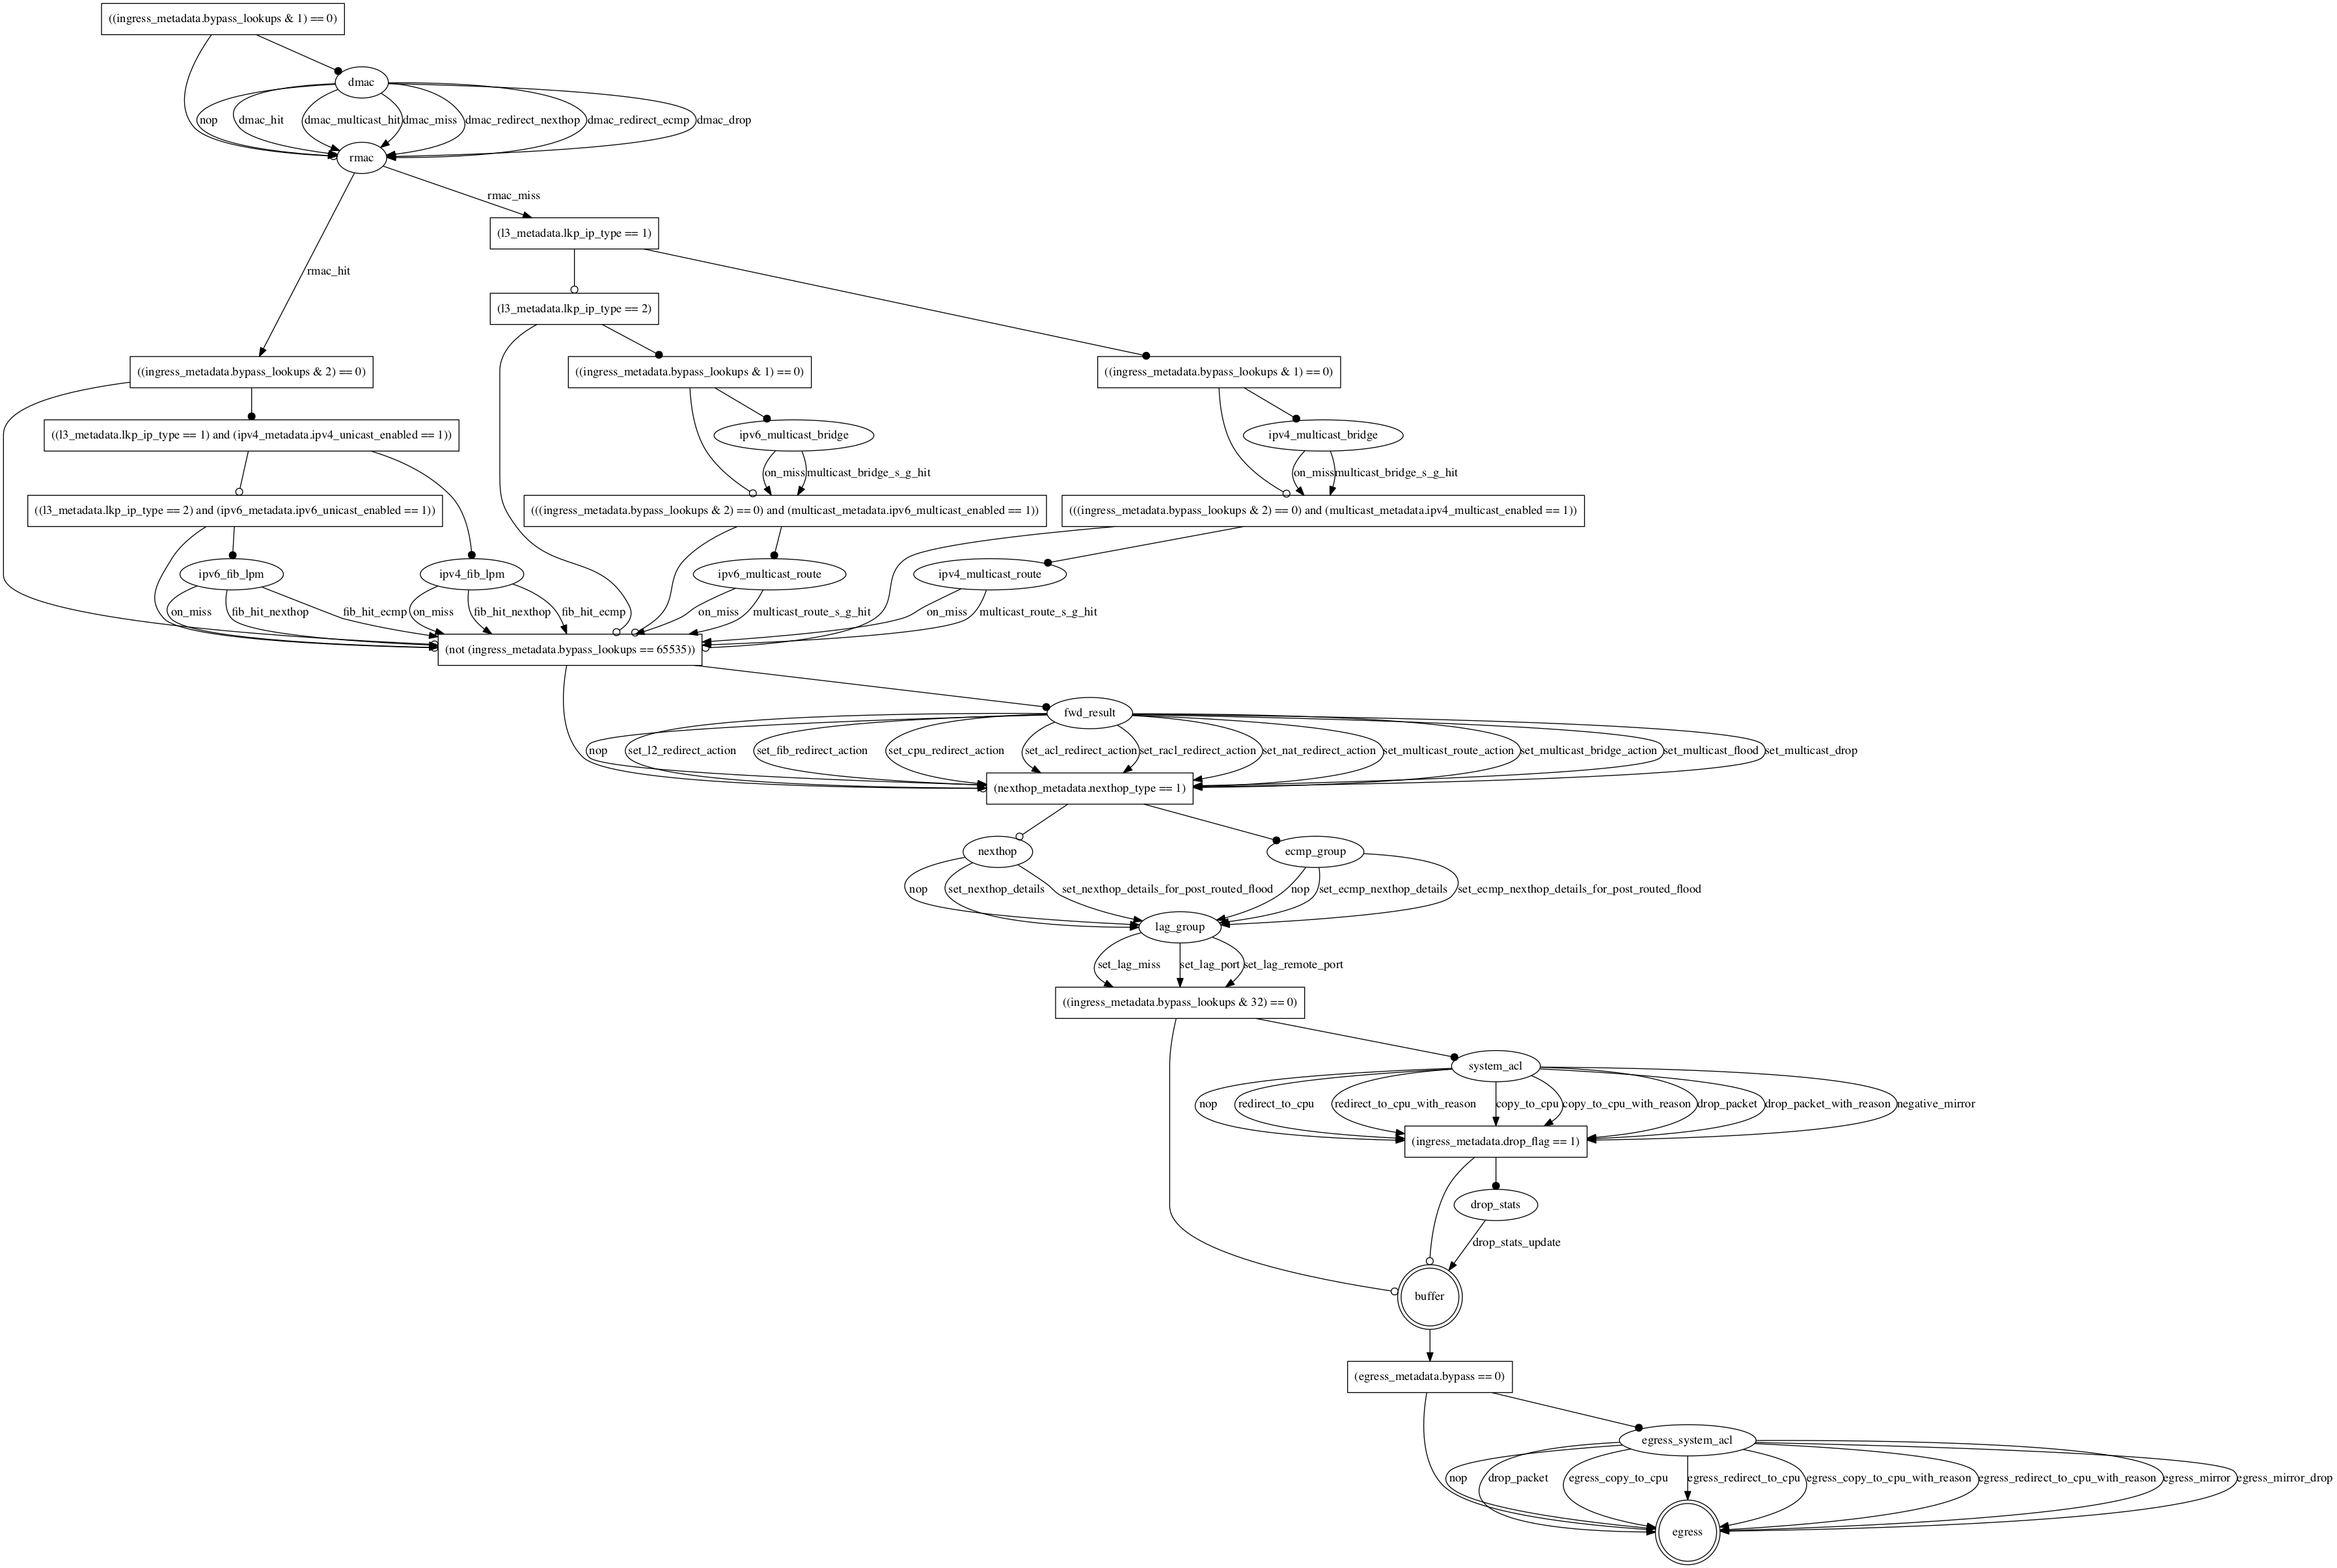 ((ingress_metadata.bypass_lookups & 1) == 0)
dmac
nop
dmac_hit
dmac_multicast_hit
dmac_miss
dmac_redirect_nexthop
dmac_redirect_ecmp
dmac_drop
rmac
rmac_miss
(l3_metadata.lkp_ip_type == 1)
rmac_hit
(l3_metadata.lkp_ip_type == 2)
((ingress_metadata.bypass_lookups & 2) == 0)
((ingress_metadata.bypass_lookups & 1) == 0)
((ingress_metadata.bypass_lookups & 1) == 0)
((l3_metadata.lkp_ip_type == 1) and (ipv4_metadata.ipv4_unicast_enabled == 1))
ipv6_multicast_bridge
ipv4_multicast_bridge
on_miss
multicast_bridge_s_g_hit
on_miss
multicast_bridge_s_g_hit
((l3_metadata.lkp_ip_type == 2) and (ipv6_metadata.ipv6_unicast_enabled == 1))
(((ingress_metadata.bypass_lookups & 2) == 0) and (multicast_metadata.ipv6_multicast_enabled == 1))
(((ingress_metadata.bypass_lookups & 2) == 0) and (multicast_metadata.ipv4_multicast_enabled == 1))
ipv6_fib_lpm
ipv4_fib_lpm
ipv6_multicast_route
ipv4_multicast_route
on_miss
fib_hit_nexthop
fib_hit_ecmp
on_miss
fib_hit_nexthop
fib_hit_ecmp
on_miss
multicast_route_s_g_hit
on_miss
multicast_route_s_g_hit
(not (ingress_metadata.bypass_lookups == 65535))
fwd_result
nop
set_l2_redirect_action
set_fib_redirect_action
set_cpu_redirect_action
set_acl_redirect_action
set_racl_redirect_action
set_nat_redirect_action
set_multicast_route_action
set_multicast_bridge_action
set_multicast_flood
set_multicast_drop
(nexthop_metadata.nexthop_type == 1)
nexthop
ecmp_group
nop
set_nexthop_details
set_nexthop_details_for_post_routed_flood
nop
set_ecmp_nexthop_details
set_ecmp_nexthop_details_for_post_routed_flood
lag_group
set_lag_miss
set_lag_port
set_lag_remote_port
((ingress_metadata.bypass_lookups & 32) == 0)
system_acl
nop
redirect_to_cpu
redirect_to_cpu_with_reason
copy_to_cpu
copy_to_cpu_with_reason
drop_packet
drop_packet_with_reason
negative_mirror
(ingress_metadata.drop_flag == 1)
drop_stats
drop_stats_update
buffer
(egress_metadata.bypass == 0)
egress_system_acl
nop
drop_packet
egress_copy_to_cpu
egress_redirect_to_cpu
egress_copy_to_cpu_with_reason
egress_redirect_to_cpu_with_reason
egress_mirror
egress_mirror_drop
egress